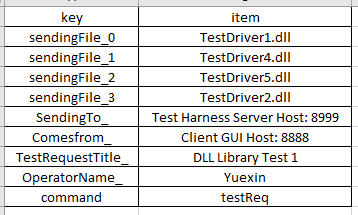 key item
sendingFile_0 TestDriver1.dll
sendingFile_1 TestDriver4.dll
sendingFile_2 TestDriver5.dll
sendingFile_3 TestDriver2.dll
SendingTo_ Test Harness Server Host: 8999
Comesfrom_ Client GUI Host: 8888
TestRequestTitle_ DLL Library Test 1
OperatorName_ Yuexin
command testReq